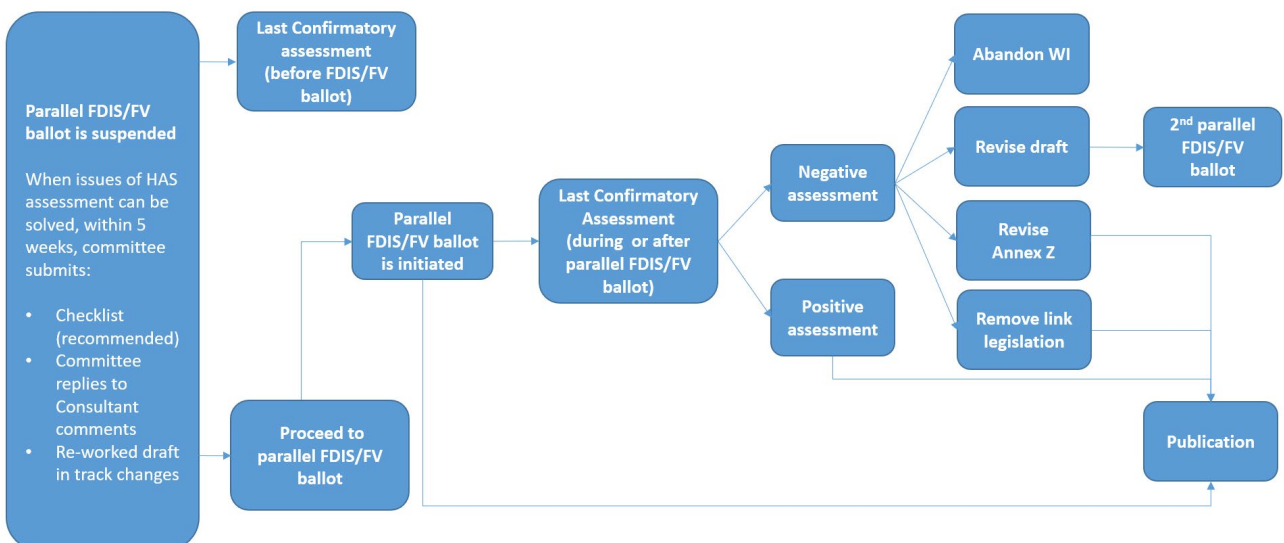 Parallel FDIS/FV
ballot is suspended
When issues of HAS
assessment can be
solved, within 5
weeks, committee
submits:
• Checklist
(recommended)
• Committee
replies to
Consultant
comments
• Re-worked draft
in track changes
Last Confirmatory
assessment
(before FDIS/FV
ballot)
Proceed to
parallel FDIS/FV
ballot
Parallel
FDIS/FV ballot
is initiated
Last Confirmatory
Assessment
(during or after
parallel FDIS/FV
ballot)
Negative
assessment
Positive
assessment
Abandon WI
Revise draft
2nd parallel
FDIS/FV
ballot
Revise
Annex Z
Remove link
legislation
Publication